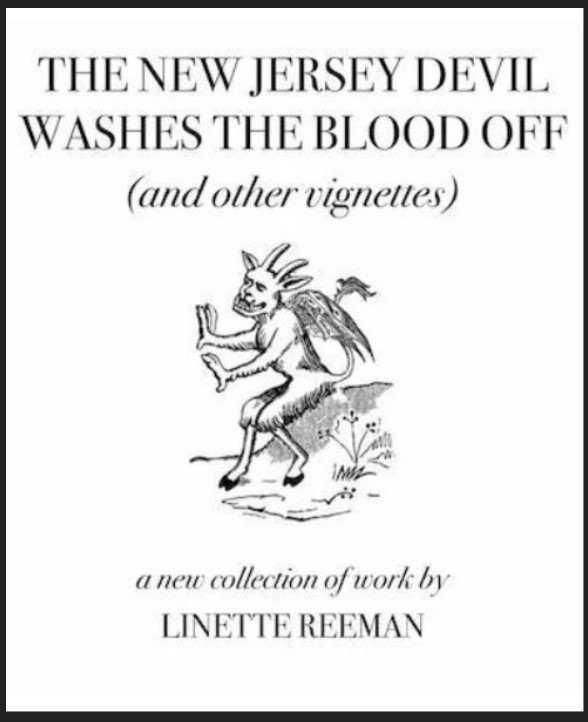 THE NEW JERSEY DEVIL
WASHES THE BLOOD OFF
(and other vignettes)
a new collection of work by
LINETTE REEMAN